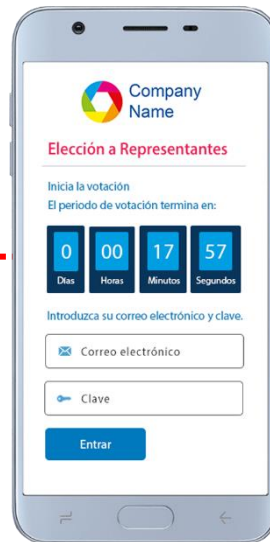 Company
Name
Elección a Representantes
Inicia la votación
El periodo de votación termina en:
0 00 17 57
Días Horas Minutos Segundos
Introduzca su correo electrónico y clave.
Correo electrónico
Clave
Entrar